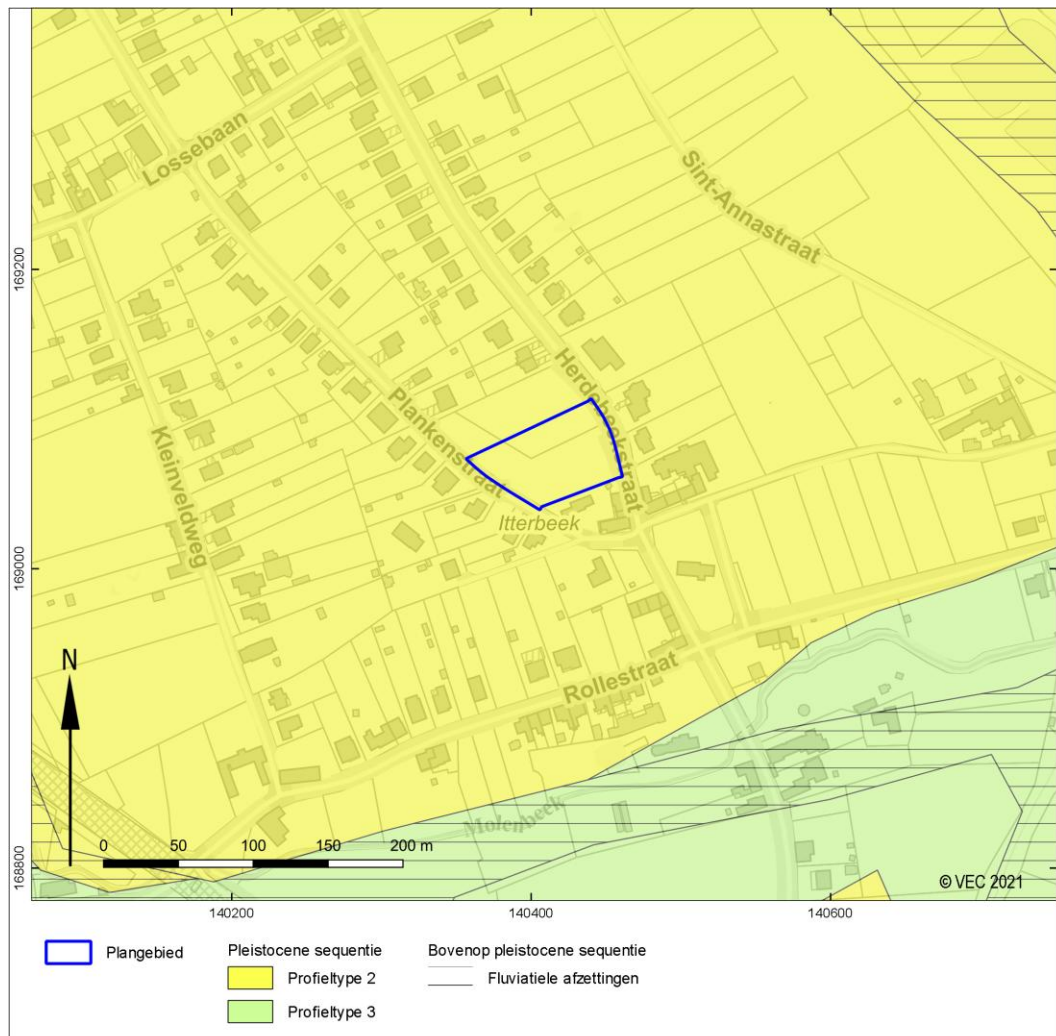 Lossebaan
Sint-Annastraat
Herdebeekstraat
Plankenstraat
Kleinveldweg
Itterbeek
Rollestraat
Molenbeek
169200
169000
168800
N
0 50 100 150 200 m
© VEC 2021
140200 140400 140600
Plangebied
Pleistocene sequentie
Profieltype 2
Profieltype 3
Bovenop pleistocene sequentie
Fluviatiele afzettingen